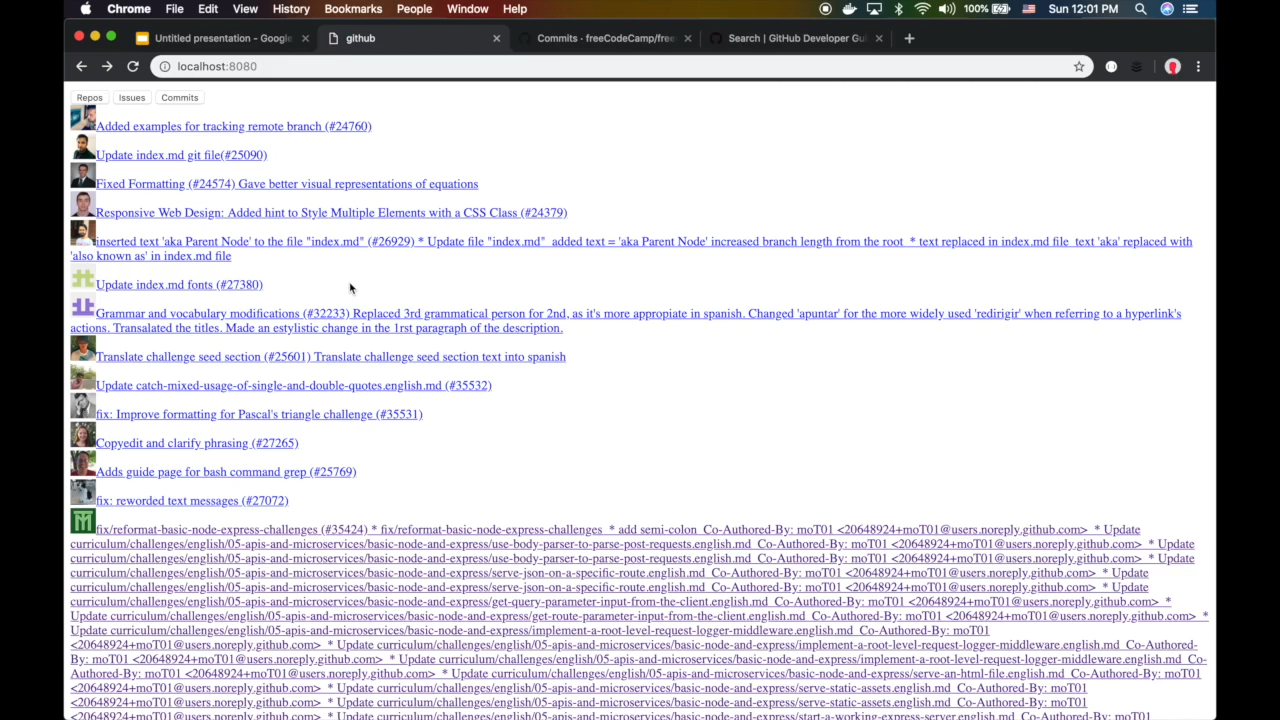 Chrome File Edit View History Bookmarks People Window Help 100% Sun 12:01 PM
Untitled presentation - Google github Commits · freeCodeCamp/free Search | GitHub Developer Gu
localhost:8080
Repos Issues Commits
Added examples for tracking remote branch (#24760)
Update index.md git file(#25090)
Fixed Formatting (#24574) Gave better visual representations of equations
Responsive Web Design: Added hint to Style Multiple Elements with a CSS Class (#24379)
inserted text 'aka Parent Node' to the file "index.md" (#26929) * Update file "index.md" added text = 'aka Parent Node' increased branch length from the root * text replaced in index.md file text 'aka' replaced with
'also known as' in index.md file
Update index.md fonts (#27380)
Grammar and vocabulary modifications (#32233) Replaced 3rd grammatical person for 2nd, as it's more appropiate in spanish. Changed 'apuntar' for the more widely used 'redirigir' when referring to a hyperlink's
actions. Transalated the titles. Made an estylistic change in the 1rst paragraph of the description.
Translate challenge seed section (#25601) Translate challenge seed section text into spanish
Update catch-mixed-usage-of-single-and-double-quotes.english.md (#35532)
fix: Improve formatting for Pascal's triangle challenge (#35531)
Copyedit and clarify phrasing (#27265)
Adds guide page for bash command grep (#25769)
fix: reworded text messages (#27072)
fix/reformat-basic-node-express-challenges (#35424) * fix/reformat-basic-node-express-challenges * add semi-colon Co-Authored-By: moT01 <20648924+moT01@users.noreply.github.com> * Update
curriculum/challenges/english/05-apis-and-microservices/basic-node-and-express/use-body-parser-to-parse-post-requests.english.md Co-Authored-By: moT01 <20648924+moT01@users.noreply.github.com> * Update
curriculum/challenges/english/05-apis-and-microservices/basic-node-and-express/use-body-parser-to-parse-post-requests.english.md Co-Authored-By: moT01 <20648924+moT01@users.noreply.github.com> * Update
curriculum/challenges/english/05-apis-and-microservices/basic-node-and-express/serve-json-on-a-specific-route.english.md Co-Authored-By: moT01 <20648924+moT01@users.noreply.github.com> * Update
curriculum/challenges/english/05-apis-and-microservices/basic-node-and-express/serve-json-on-a-specific-route.english.md Co-Authored-By: moT01 <20648924+moT01@users.noreply.github.com> * Update
curriculum/challenges/english/05-apis-and-microservices/basic-node-and-express/get-query-parameter-input-from-the-client.english.md Co-Authored-By: moT01 <20648924+moT01@users.noreply.github.com> *
Update curriculum/challenges/english/05-apis-and-microservices/basic-node-and-express/get-route-parameter-input-from-the-client.english.md Co-Authored-By: moT01 <20648924+moT01@users.noreply.github.com> *
Update curriculum/challenges/english/05-apis-and-microservices/basic-node-and-express/implement-a-root-level-request-logger-middleware.english.md Co-Authored-By: moT01
<20648924+moT01@users.noreply.github.com> * Update curriculum/challenges/english/05-apis-and-microservices/basic-node-and-express/implement-a-root-level-request-logger-middleware.english.md Co-Authored-
By: moT01 <20648924+moT01@users.noreply.github.com> * Update curriculum/challenges/english/05-apis-and-microservices/basic-node-and-express/implement-a-root-level-request-logger-middleware.english.md Co-
Authored-By: moT01 <20648924+moT01@users.noreply.github.com> * Update curriculum/challenges/english/05-apis-and-microservices/basic-node-and-express/serve-an-html-file.english.md Co-Authored-By: moT01
<20648924+moT01@users.noreply.github.com> * Update curriculum/challenges/english/05-apis-and-microservices/basic-node-and-express/serve-static-assets.english.md Co-Authored-By: moT01
<20648924+moT01@users.noreply.github.com> * Update curriculum/challenges/english/05-apis-and-microservices/basic-node-and-express/serve-static-assets.english.md Co-Authored-By: moT01
<20648924+moT01@users.noreply.github.com> * Update curriculum/challenges/english/05-apis-and-microservices/basic-node-and-express/start-a-working-express-server.english.md Co-Authored-By: moT01